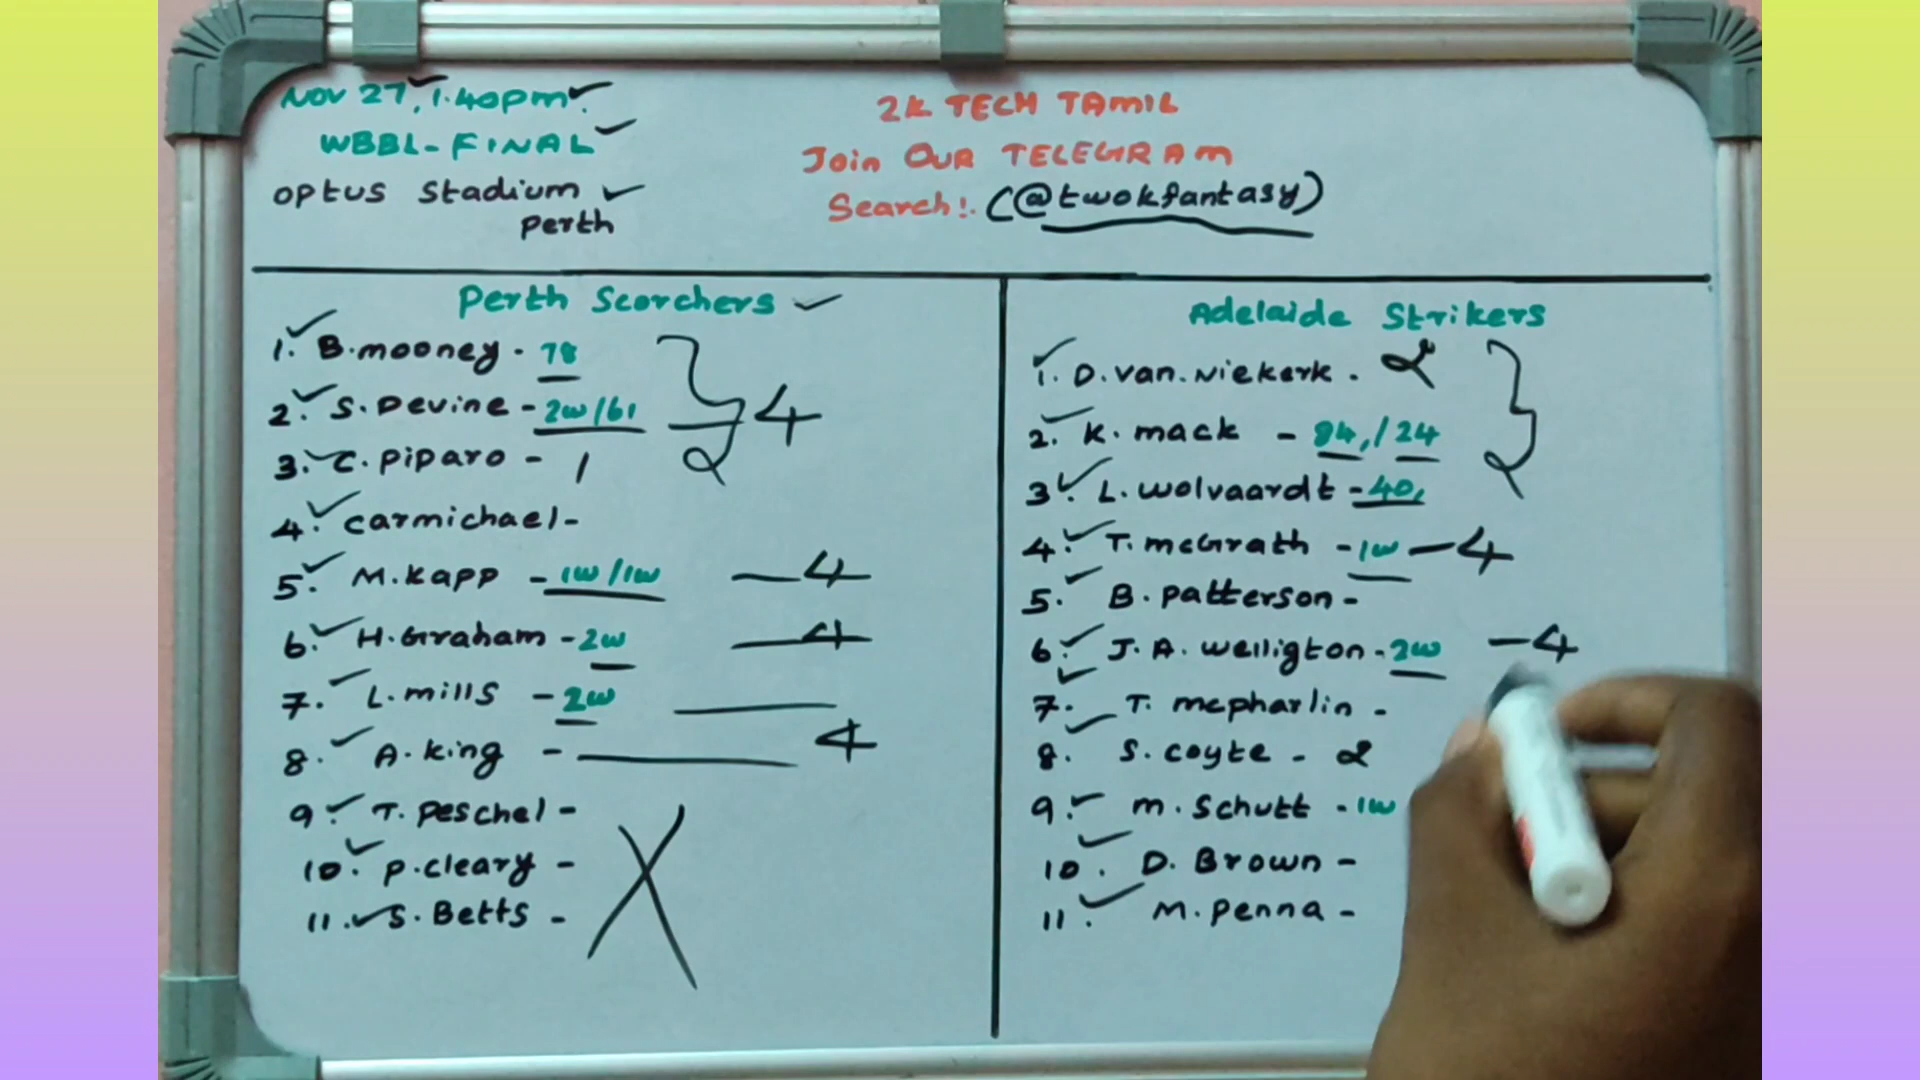 Nov 27, 1.40pm.
WBBL-FINAL
Optus Stadium
Perth
2K TECH TAMIL
Join OUR TELEGRAM
Search!. (@twokfantasy)
Perth Scorchers
1. B.mooney - 78
2. S. Devine - 2w/61
3. C. Piparo - 1
4. Carmichael -
5. M.Kapp - 1w/1w - 4
6. H.Graham - 2w - 4
7. L.mills - 2w
8. A.King - 4
9. T. Peschel -
10. P.cleary -
11. S. Betts -
4
2
Adelaide Strikers
1. D.van.Niekerk . 2
2. K. mack - 94,/24
3. L. wolvaardt - 40,
4. T. mcGrath - 1w - 4
5. B. Patterson -
6. J. A. welligton - 2w - 4
7. T. mcpharlin -
8. S. coyte - 2
9. m. Schutt - 1w
10. D. Brown -
11. M. Penna -
2